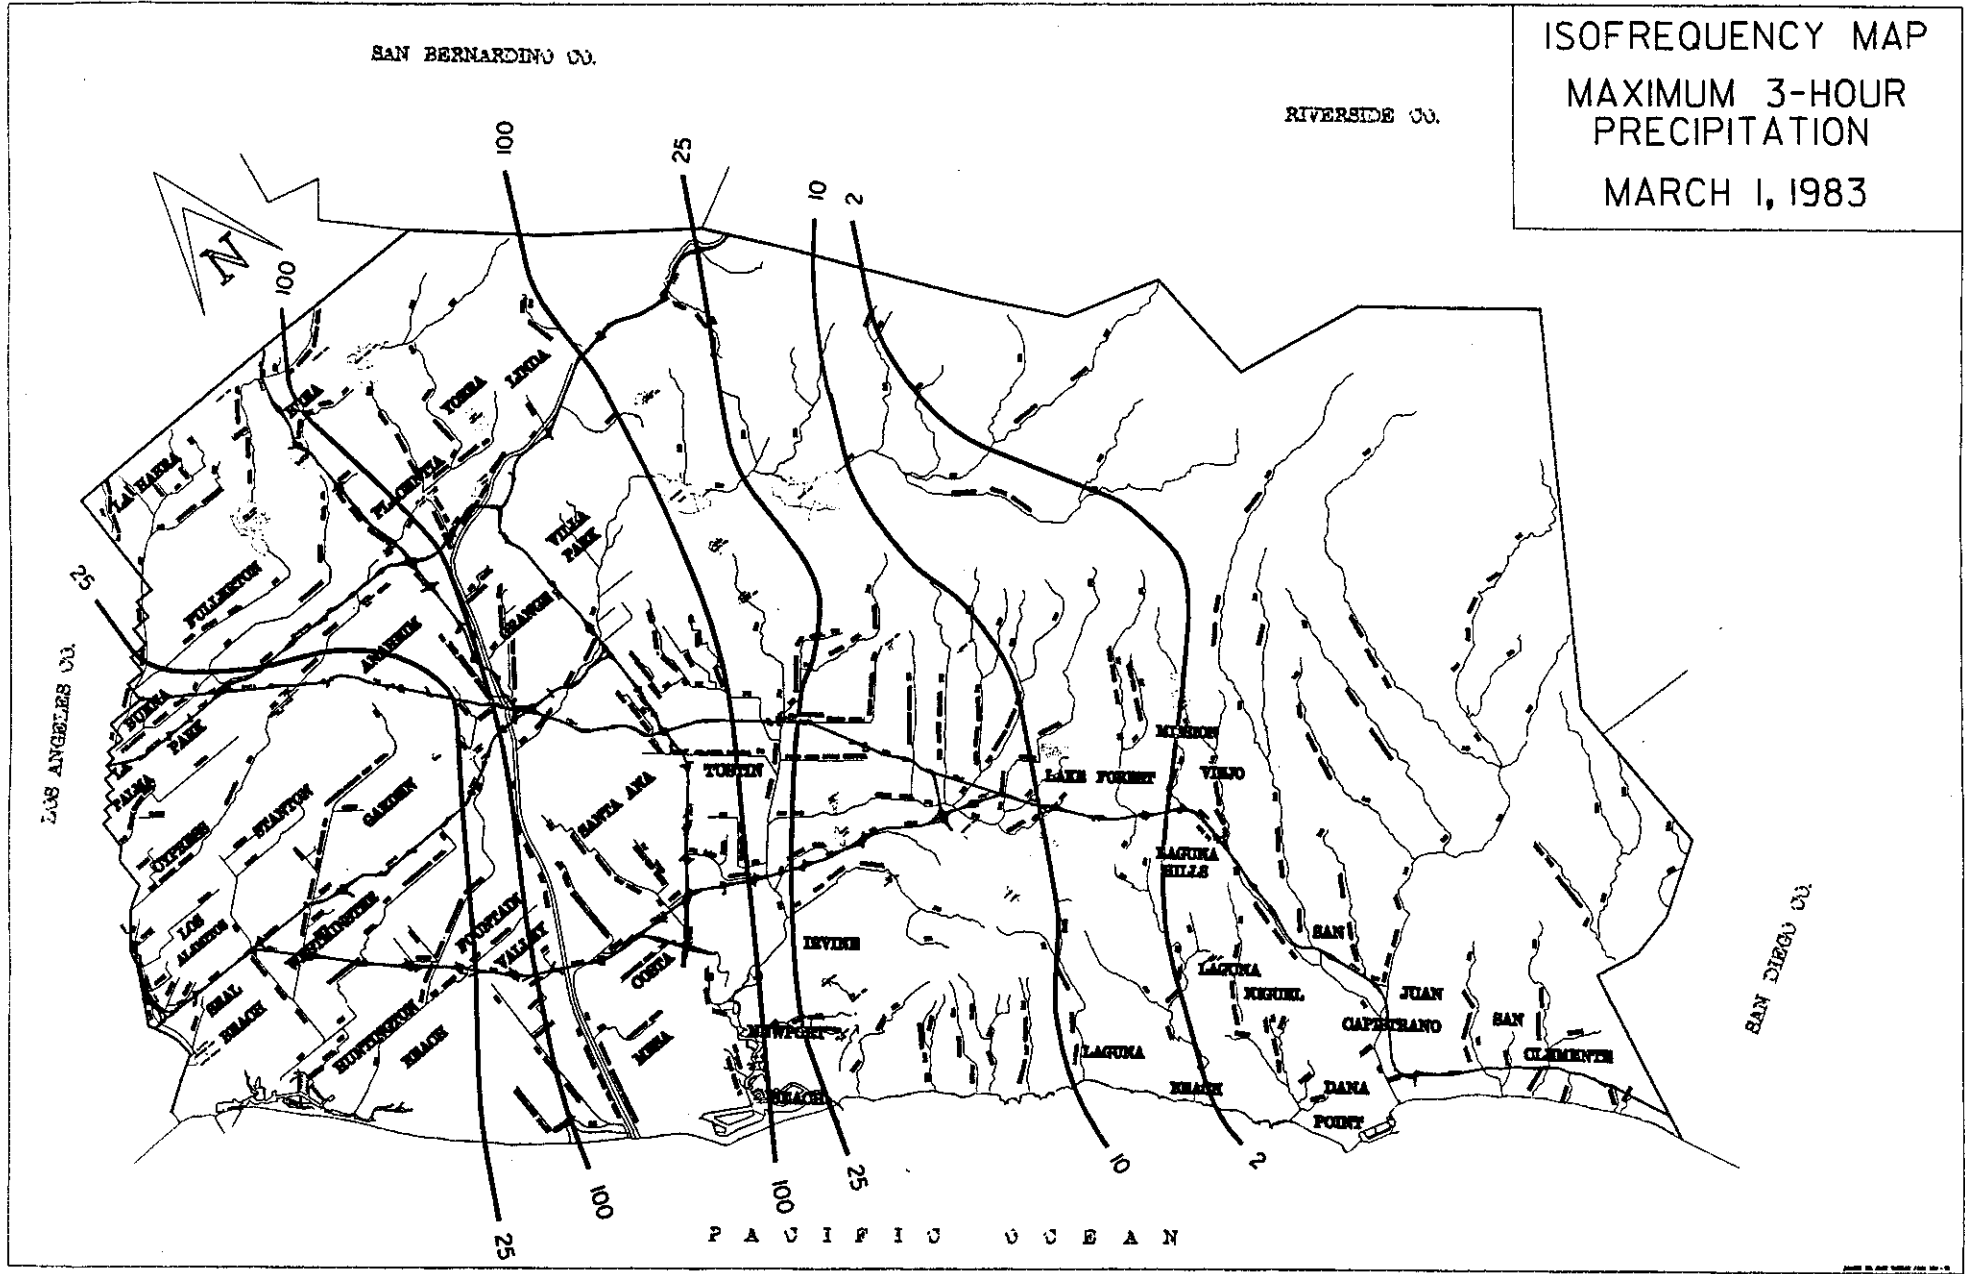 ISOFREQUENCY MAP
MAXIMUM 3-HOUR
PRECIPITATION
MARCH 1, 1983
SAN BERNARDINO CO.
RIVERSIDE CO.
100
25
10
2
N
100
BREA
YORBA
LINDA
LA HABRA
PLACENTIA
VILLA
PARK
25
FULLERTON
ORANGE
ANAHEIM
LOS ANGELES CO.
BUENA
PARK
LA
PALMA
MISSION
VIEJO
TUSTIN
LAKE FOREST
STANTON
GARDEN
SANTA ANA
CYPRESS
LAGUNA
HILLS
LOS
ALAMITOS
WESTMINSTER
FOUNTAIN
VALLEY
IRVINE
SAN
JUAN
CAPISTRANO
COSTA
MESA
LAGUNA
NIGUEL
SEAL
BEACH
HUNTINGTON
BEACH
NEWPORT
BEACH
LAGUNA
BEACH
SAN
CLEMENTE
DANA
POINT
SAN DIEGO CO.
25
100
100
25
10
2
PACIFIC OCEAN